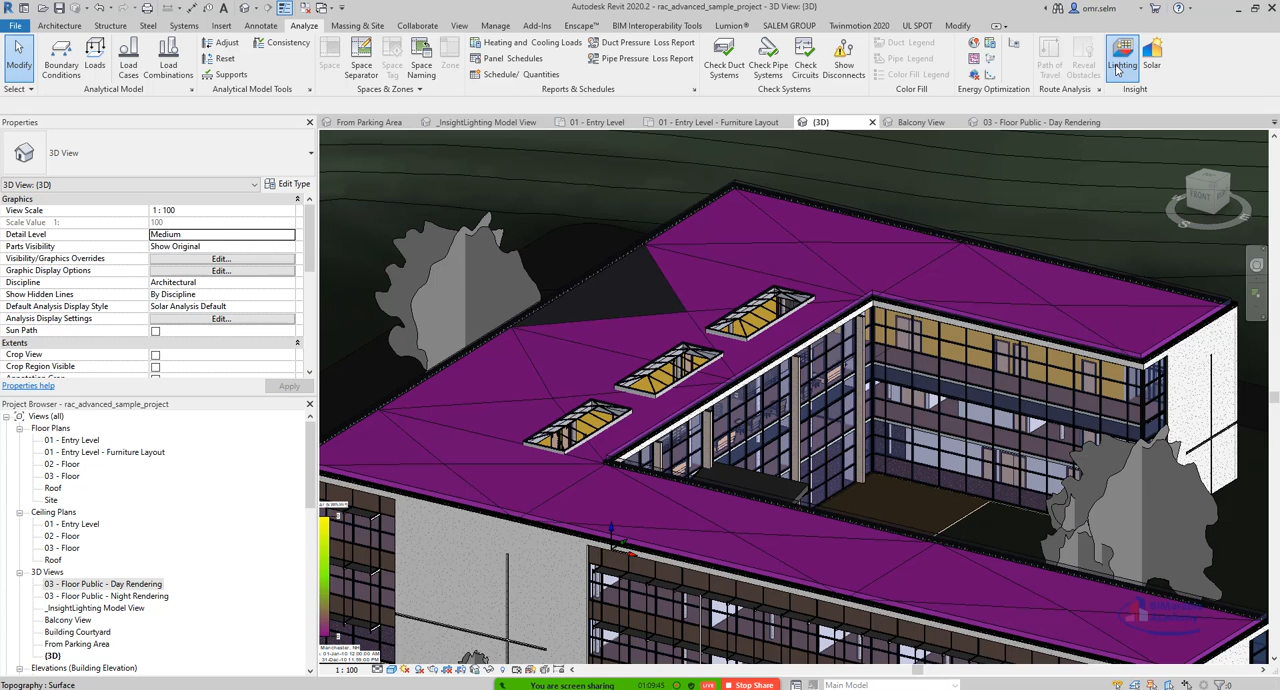 Autodesk Revit 2020.2 - rac_advanced_sample_project - 3D View: {3D}
omr.selm
File Architecture Structure Systems Insert Annotate Analyze Massing & Site Collaborate View Manage Add-Ins Enscape™ BIM Interoperability Tools Lumion® SALEM GROUP Twinmotion 2020 UL SPOT Modify
Modify
Boundary Conditions
Loads
Load Cases
Load Combinations
Adjust
Reset
Supports
Consistency
Space
Space Separator
Space Tag
Space Naming
Zone
Heating and Cooling Loads
Panel Schedules
Schedule/ Quantities
Duct Pressure Loss Report
Pipe Pressure Loss Report
Check Duct Systems
Check Pipe Systems
Check Circuits
Show Disconnects
Duct Legend
Pipe Legend
Color Fill Legend
Path of Travel
Reveal Obstacles
Lighting
Solar
Select
Analytical Model
Analytical Model Tools
Spaces & Zones
Reports & Schedules
Check Systems
Color Fill
Energy Optimization
Route Analysis
Insight
Properties
From Parking Area
_InsightLighting Model View
01 - Entry Level
01 - Entry Level - Furniture Layout
{3D}
Balcony View
03 - Floor Public - Day Rendering
3D View
3D View: {3D}
Edit Type
Graphics
View Scale 1 : 100
Scale Value 1: 100
Detail Level Medium
Parts Visibility Show Original
Visibility/Graphics Overrides Edit...
Graphic Display Options Edit...
Discipline Architectural
Show Hidden Lines By Discipline
Default Analysis Display Style Solar Analysis Default
Analysis Display Settings Edit...
Sun Path
Extents
Crop View
Crop Region Visible
Properties help
Apply
Project Browser - rac_advanced_sample_project
Views (all)
Floor Plans
01 - Entry Level
01 - Entry Level - Furniture Layout
02 - Floor
03 - Floor
Roof
Site
Ceiling Plans
01 - Entry Level
02 - Floor
03 - Floor
Roof
3D Views
03 - Floor Public - Day Rendering
03 - Floor Public - Night Rendering
_InsightLighting Model View
Balcony View
Building Courtyard
From Parking Area
{3D}
Elevations (Building Elevation)
FRONT
Manchester, NH
BIMarabia
1 : 100
Topography : Surface
You are screen sharing
LIVE
01:09:45
Stop Share
Main Model